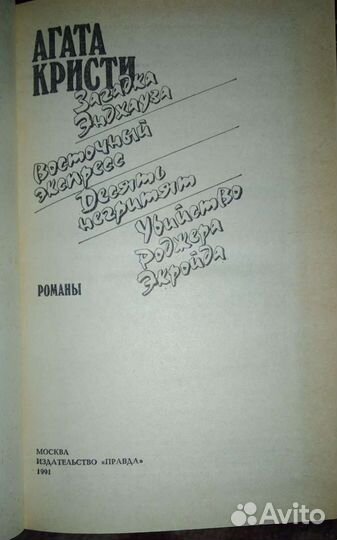 АГАТА
КРИСТИ
Загадка
Эндхауза
Восточный
экспресс
Десять
негритят
Убийство
Роджера
Экройда
РОМАНЫ
МОСКВА
ИЗДАТЕЛЬСТВО «ПРАВДА»
1991
Avito